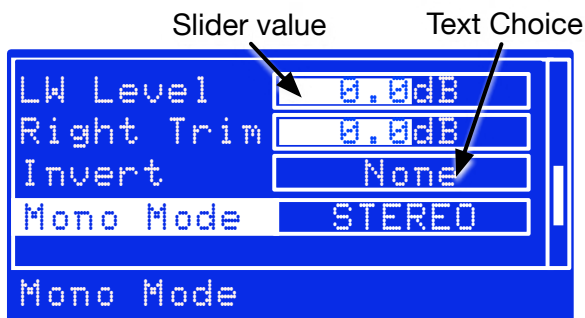 Slider value Text Choice
LW Level 0.0dB
Right Trim 0.0dB
Invert None
Mono Mode STEREO
Mono Mode